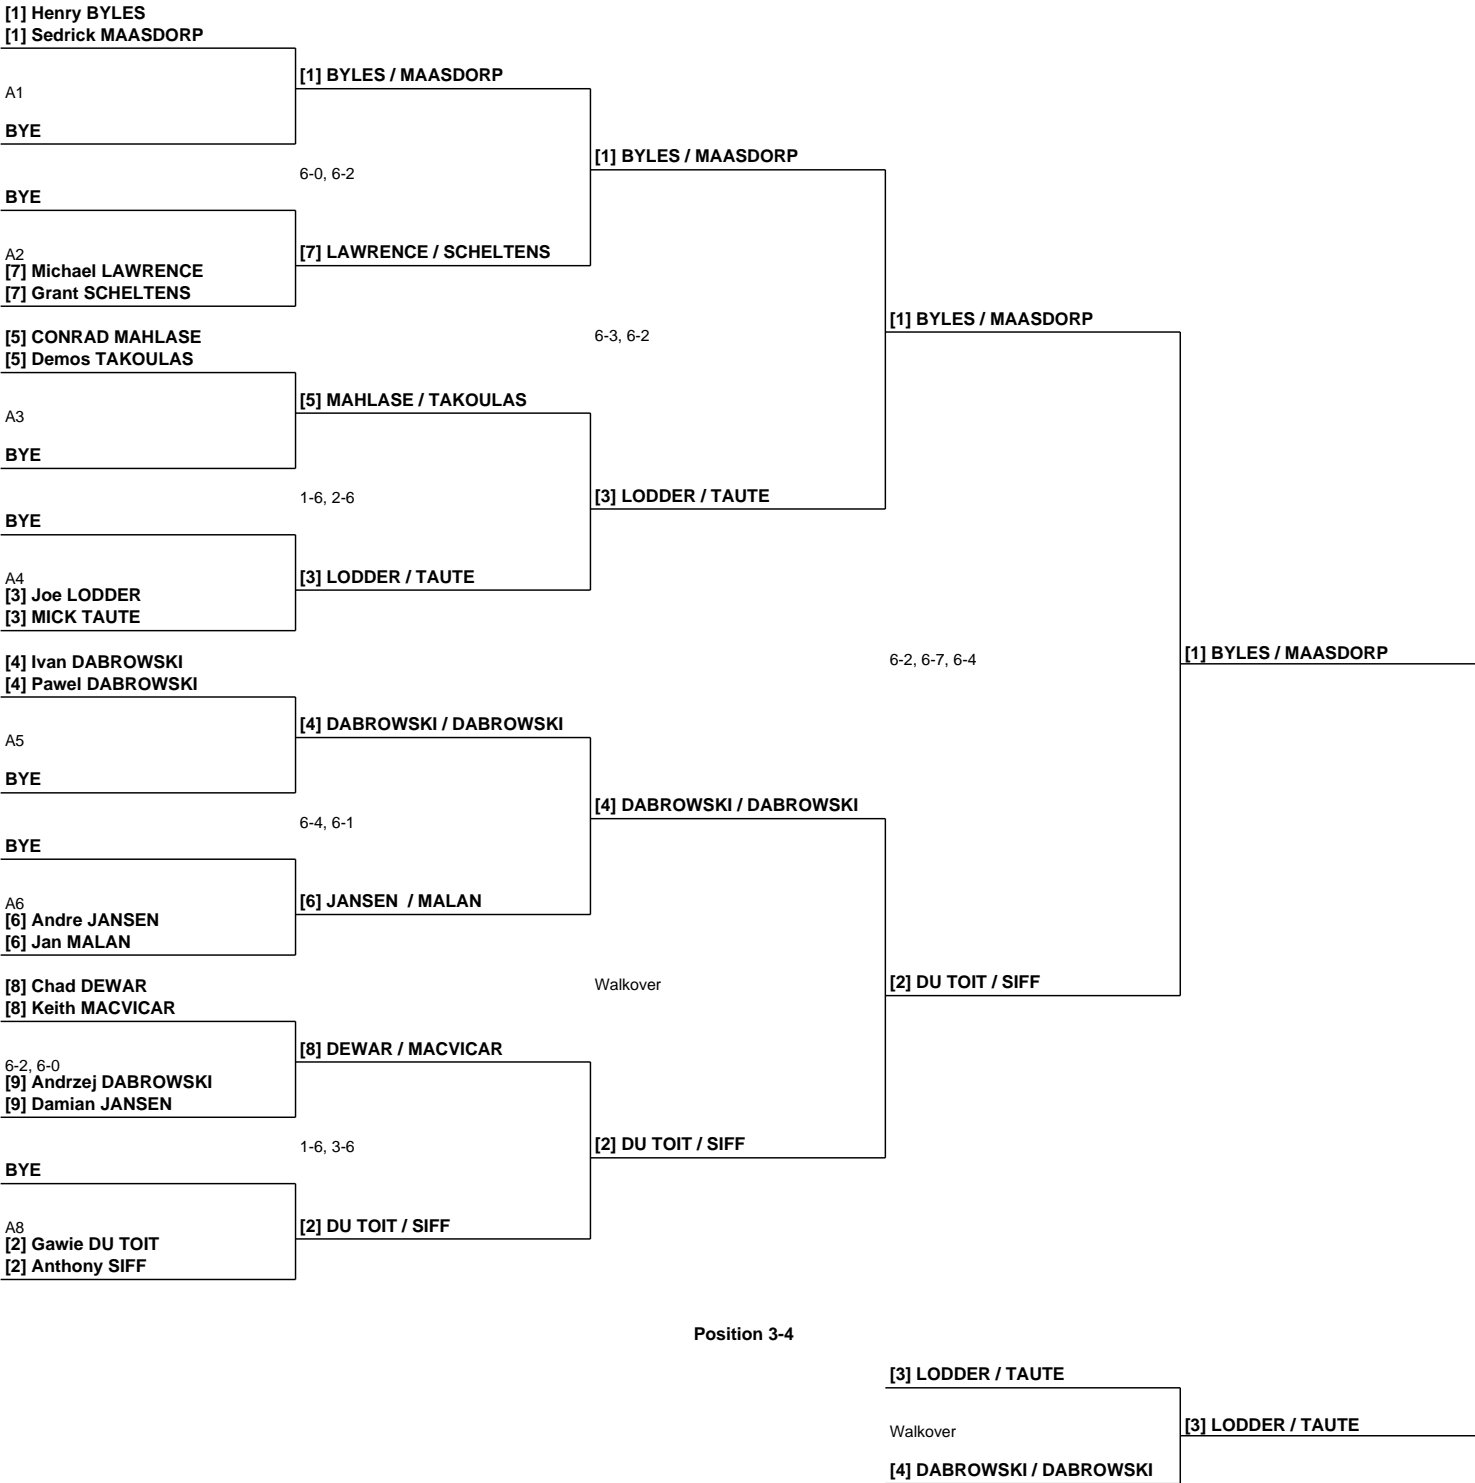 [1] Henry BYLES
[1] Sedrick MAASDORP
[1] BYLES / MAASDORP
A1
BYE
[1] BYLES / MAASDORP
6-0, 6-2
BYE
A2
[7] LAWRENCE / SCHELTENS
[7] Michael LAWRENCE
[7] Grant SCHELTENS
[1] BYLES / MAASDORP
[5] CONRAD MAHLASE
6-3, 6-2
[5] Demos TAKOULAS
[5] MAHLASE / TAKOULAS
A3
BYE
1-6, 2-6
[3] LODDER / TAUTE
BYE
A4
[3] LODDER / TAUTE
[3] Joe LODDER
[3] MICK TAUTE
[4] Ivan DABROWSKI
6-2, 6-7, 6-4
[1] BYLES / MAASDORP
[4] Pawel DABROWSKI
[4] DABROWSKI / DABROWSKI
A5
BYE
[4] DABROWSKI / DABROWSKI
6-4, 6-1
BYE
A6
[6] JANSEN / MALAN
[6] Andre JANSEN
[6] Jan MALAN
[8] Chad DEWAR
Walkover
[2] DU TOIT / SIFF
[8] Keith MACVICAR
[8] DEWAR / MACVICAR
6-2, 6-0
[9] Andrzej DABROWSKI
[9] Damian JANSEN
1-6, 3-6
[2] DU TOIT / SIFF
BYE
A8
[2] DU TOIT / SIFF
[2] Gawie DU TOIT
[2] Anthony SIFF
Position 3-4
[3] LODDER / TAUTE
Walkover
[3] LODDER / TAUTE
[4] DABROWSKI / DABROWSKI